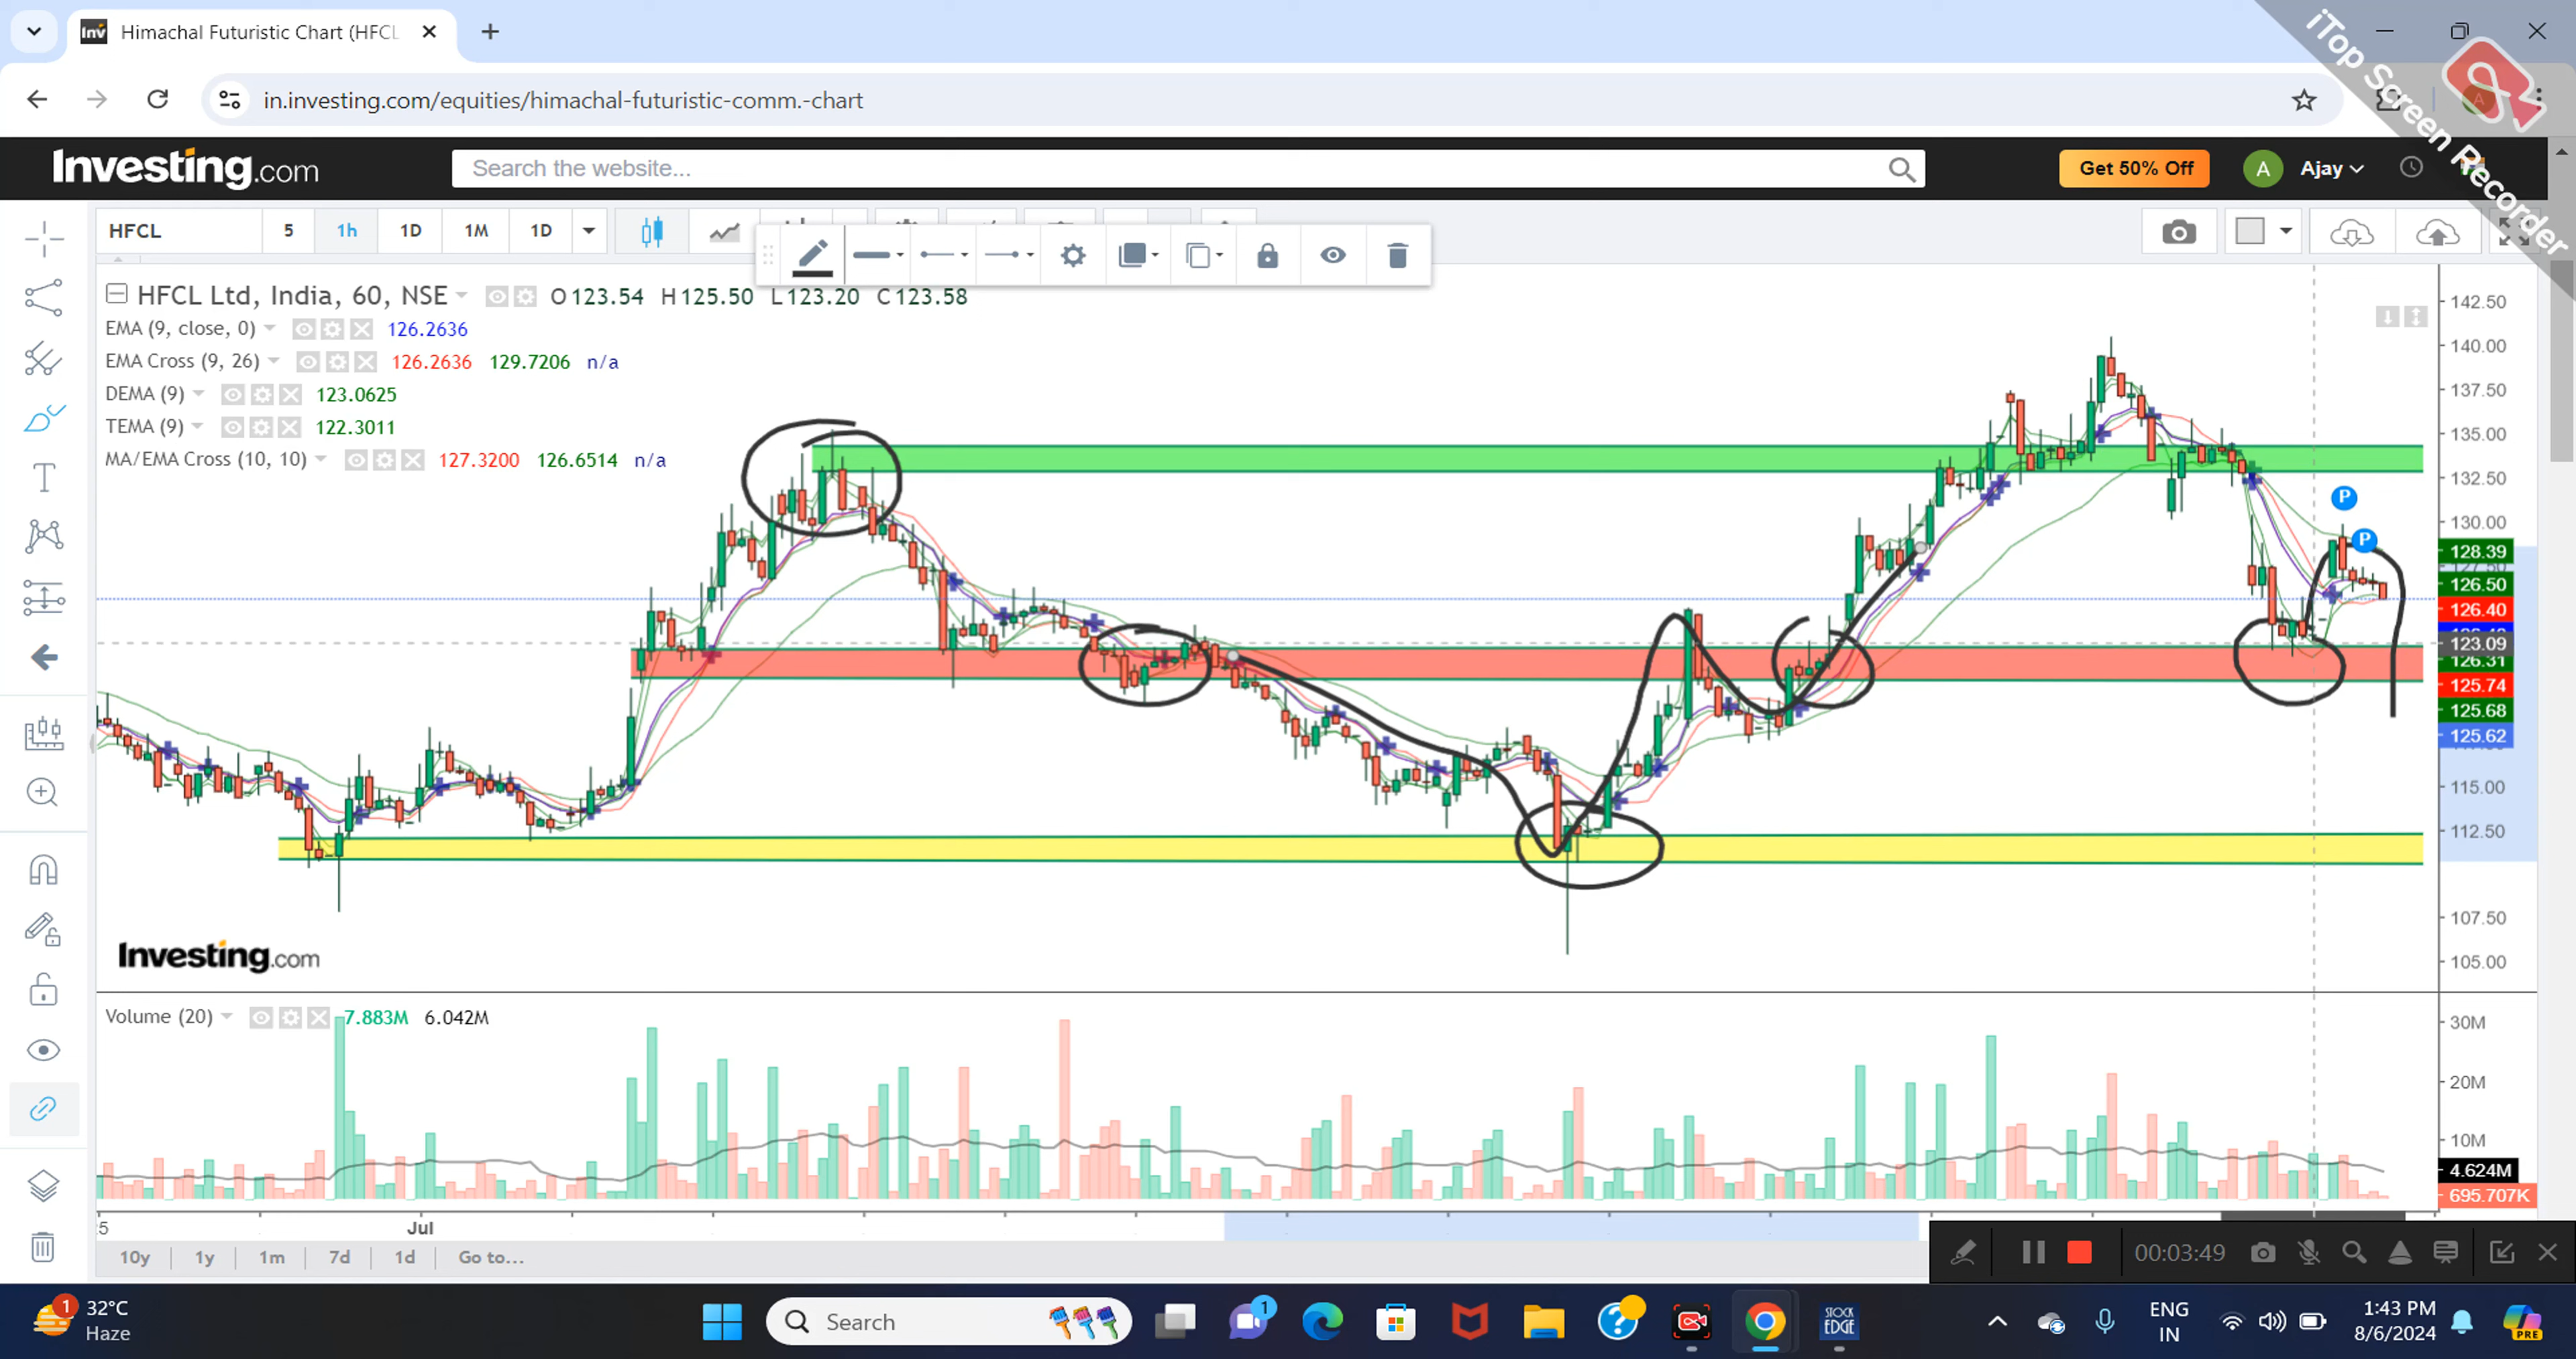 Himachal Futuristic Chart (HFCL
in.investing.com/equities/himachal-futuristic-comm.-chart
iTop Screen Recorder
Investing.com
Search the website...
Get 50% Off
A
Ajay
HFCL
5
1h
1D
1M
1D
HFCL Ltd, India, 60, NSE
O 123.54 H 125.50 L 123.20 C 123.58
EMA (9, close, 0)
126.2636
EMA Cross (9, 26)
126.2636 129.7206 n/a
DEMA (9)
123.0625
TEMA (9)
122.3011
MA/EMA Cross (10, 10)
127.3200 126.6514 n/a
142.50
140.00
137.50
135.00
132.50
130.00
128.39
126.50
126.40
123.09
126.31
125.74
125.68
125.62
115.00
112.50
107.50
105.00
P
P
Investing.com
Volume (20)
7.883M 6.042M
30M
20M
10M
4.624M
695.707K
Jul
10y
1y
1m
7d
1d
Go to...
00:03:49
1
32°C
Haze
Search
1
STOCK
EDGE
ENG
IN
1:43 PM
8/6/2024
PRE